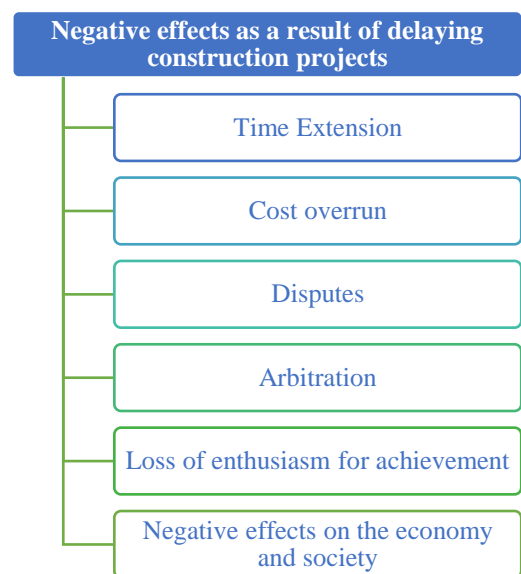 Negative effects as a result of delaying
construction projects
Time Extension
Cost overrun
Disputes
Arbitration
Loss of enthusiasm for achievement
Negative effects on the economy
and society